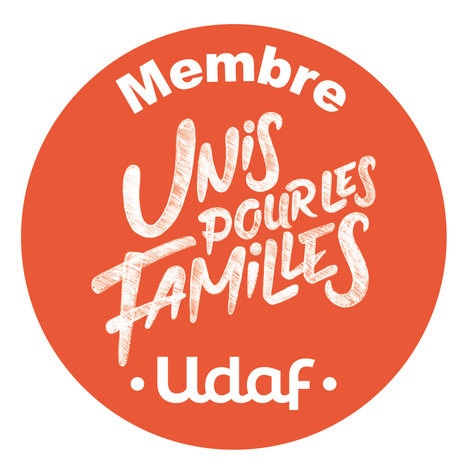 Membre
UNiS
POUR LES
FAMiLLES
• Udaf •